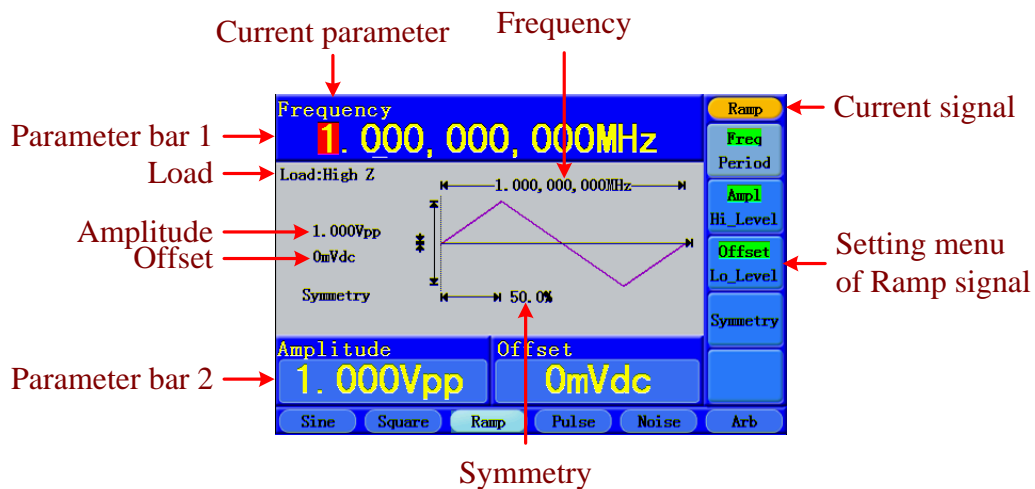 Current parameter
Frequency
Frequency
1.000,000,000MHz
Ramp
Current signal
Parameter bar 1
Freq
Period
Load
Load:High Z
1.000,000,000MHz
Ampl
Hi_Level
Amplitude
1.000Vpp
Offset
0mVdc
Offset
Lo_Level
Setting menu
of Ramp signal
Symmetry
50.0%
Symmetry
Amplitude
Offset
Parameter bar 2
1.000Vpp
0mVdc
Sine
Square
Ramp
Pulse
Noise
Arb
Symmetry